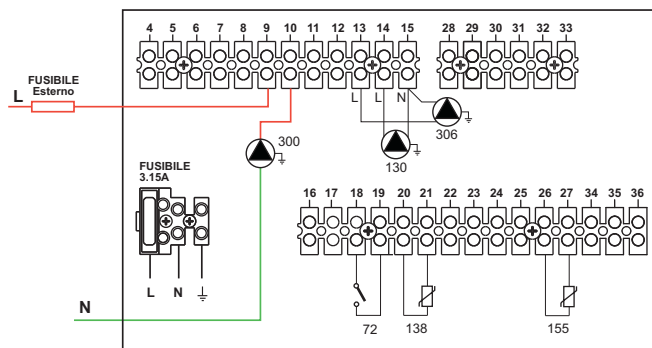 4 5 6 7 8 9 10 11 12 13 14 15 28 29 30 31 32 33
FUSIBILE
Esterno
L
L L N
306
300
130
FUSIBILE
3.15A
16 17 18 19 20 21 22 23 24 25 26 27 34 35 36
L N
N
72 138 155